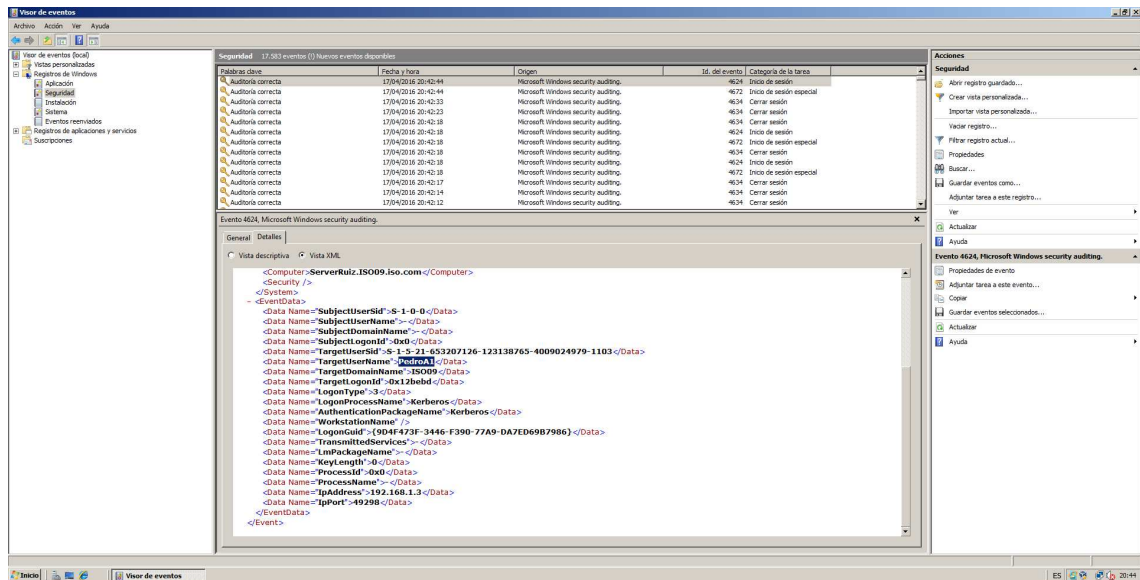 Visor de eventos
Archivo Acción Ver Ayuda
Visor de eventos (local)
Vistas personalizadas
Registros de Windows
Aplicación
Seguridad
Instalación
Sistema
Eventos reenviados
Registros de aplicaciones y servicios
Suscripciones
Seguridad 17.583 eventos (!) Nuevos eventos disponibles
Palabras clave Fecha y hora Origen Id. del evento Categoría de la tarea
Auditoría correcta 17/04/2016 20:42:44 Microsoft Windows security auditing. 4624 Inicio de sesión
Auditoría correcta 17/04/2016 20:42:44 Microsoft Windows security auditing. 4672 Inicio de sesión especial
Auditoría correcta 17/04/2016 20:42:33 Microsoft Windows security auditing. 4634 Cerrar sesión
Auditoría correcta 17/04/2016 20:42:23 Microsoft Windows security auditing. 4634 Cerrar sesión
Auditoría correcta 17/04/2016 20:42:18 Microsoft Windows security auditing. 4634 Cerrar sesión
Auditoría correcta 17/04/2016 20:42:18 Microsoft Windows security auditing. 4624 Inicio de sesión
Auditoría correcta 17/04/2016 20:42:18 Microsoft Windows security auditing. 4672 Inicio de sesión especial
Auditoría correcta 17/04/2016 20:42:18 Microsoft Windows security auditing. 4634 Cerrar sesión
Auditoría correcta 17/04/2016 20:42:18 Microsoft Windows security auditing. 4624 Inicio de sesión
Auditoría correcta 17/04/2016 20:42:18 Microsoft Windows security auditing. 4672 Inicio de sesión especial
Auditoría correcta 17/04/2016 20:42:17 Microsoft Windows security auditing. 4634 Cerrar sesión
Auditoría correcta 17/04/2016 20:42:14 Microsoft Windows security auditing. 4634 Cerrar sesión
Auditoría correcta 17/04/2016 20:42:12 Microsoft Windows security auditing. 4634 Cerrar sesión
Evento 4624, Microsoft Windows security auditing.
General Detalles
Vista descriptiva Vista XML
<Computer>ServerRuiz.ISO09.iso.com</Computer>
<Security />
</System>
- <EventData>
<Data Name="SubjectUserSid">S-1-0-0</Data>
<Data Name="SubjectUserName">-</Data>
<Data Name="SubjectDomainName">-</Data>
<Data Name="SubjectLogonId">0x0</Data>
<Data Name="TargetUserSid">S-1-5-21-653207126-123138765-4009024979-1103</Data>
<Data Name="TargetUserName">PedroA1</Data>
<Data Name="TargetDomainName">ISO09</Data>
<Data Name="TargetLogonId">0x12bebd</Data>
<Data Name="LogonType">3</Data>
<Data Name="LogonProcessName">Kerberos</Data>
<Data Name="AuthenticationPackageName">Kerberos</Data>
<Data Name="WorkstationName" />
<Data Name="LogonGuid">{9D4F473F-3446-F390-77A9-DA7ED69B7986}</Data>
<Data Name="TransmittedServices">-</Data>
<Data Name="LmPackageName">-</Data>
<Data Name="KeyLength">0</Data>
<Data Name="ProcessId">0x0</Data>
<Data Name="ProcessName">-</Data>
<Data Name="IpAddress">192.168.1.3</Data>
<Data Name="IpPort">49298</Data>
</EventData>
</Event>
Acciones
Seguridad
Abrir registro guardado...
Crear vista personalizada...
Importar vista personalizada...
Vaciar registro...
Filtrar registro actual...
Propiedades
Buscar...
Guardar eventos como...
Adjuntar tarea a este registro...
Ver
Actualizar
Ayuda
Evento 4624, Microsoft Windows security auditing.
Propiedades de evento
Adjuntar tarea a este evento...
Copiar
Guardar eventos seleccionados...
Actualizar
Ayuda
Inicio Visor de eventos ES 20:44